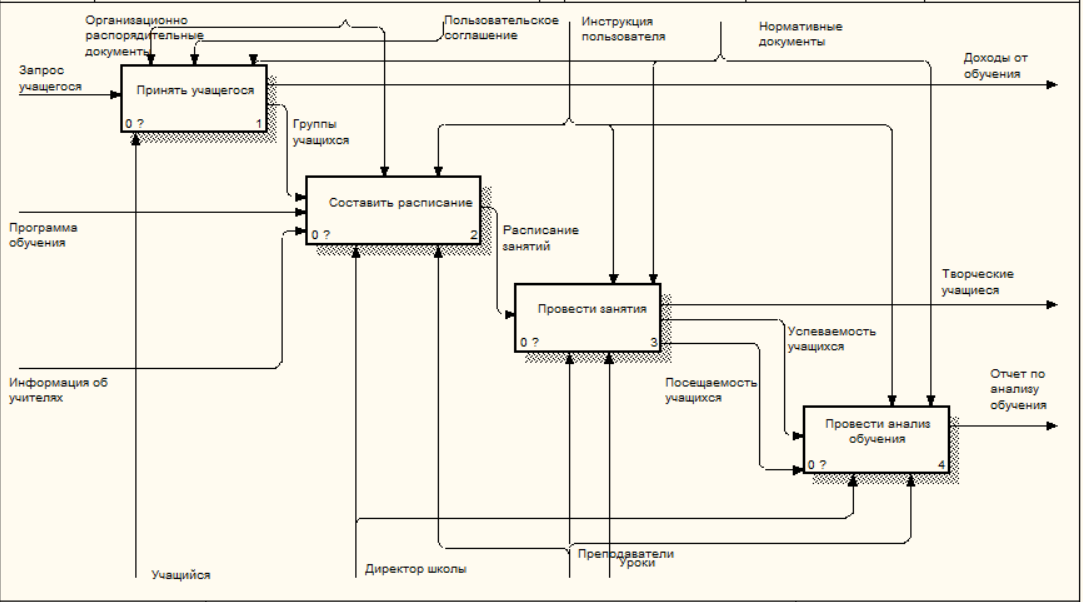 Организационно
распорядительные
документы
Пользовательское
соглашение
Инструкция
пользователя
Нормативные
документы
Запрос
учащегося
Доходы от
обучения
Принять учащегося
0 ?
1
Группы
учащихся
Составить расписание
0 ?
2
Программа
обучения
Расписание
занятий
Творческие
учащиеся
Провести занятия
0 ?
3
Успеваемость
учащихся
Информация об
учителях
Посещаемость
учащихся
Отчет по
анализу
обучения
Провести анализ
обучения
0 ?
4
Преподаватели
Уроки
Директор школы
Учащийся